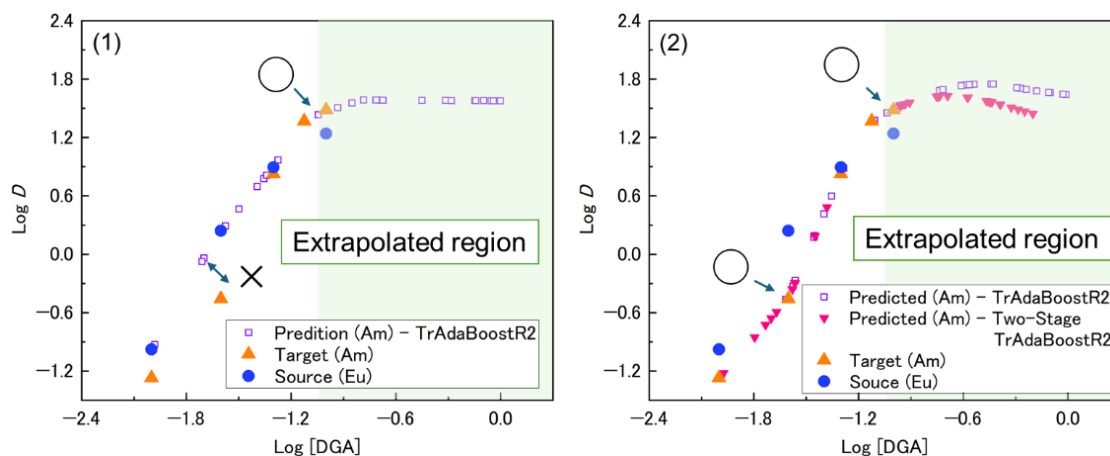 (1)
2.4
1.8
1.2
0.6
0.0
−0.6
−1.2
Log D
Extrapolated region
Predition (Am) − TrAdaBoostR2
Target (Am)
Source (Eu)
−2.4 −1.8 −1.2 −0.6 0.0
Log [DGA]
(2)
2.4
1.8
1.2
0.6
0.0
−0.6
−1.2
Log D
Extrapolated region
Predicted (Am) − TrAdaBoostR2
Predicted (Am) − Two-Stage
TrAdaBoostR2
Target (Am)
Souce (Eu)
−2.4 −1.8 −1.2 −0.6 0.0
Log [DGA]